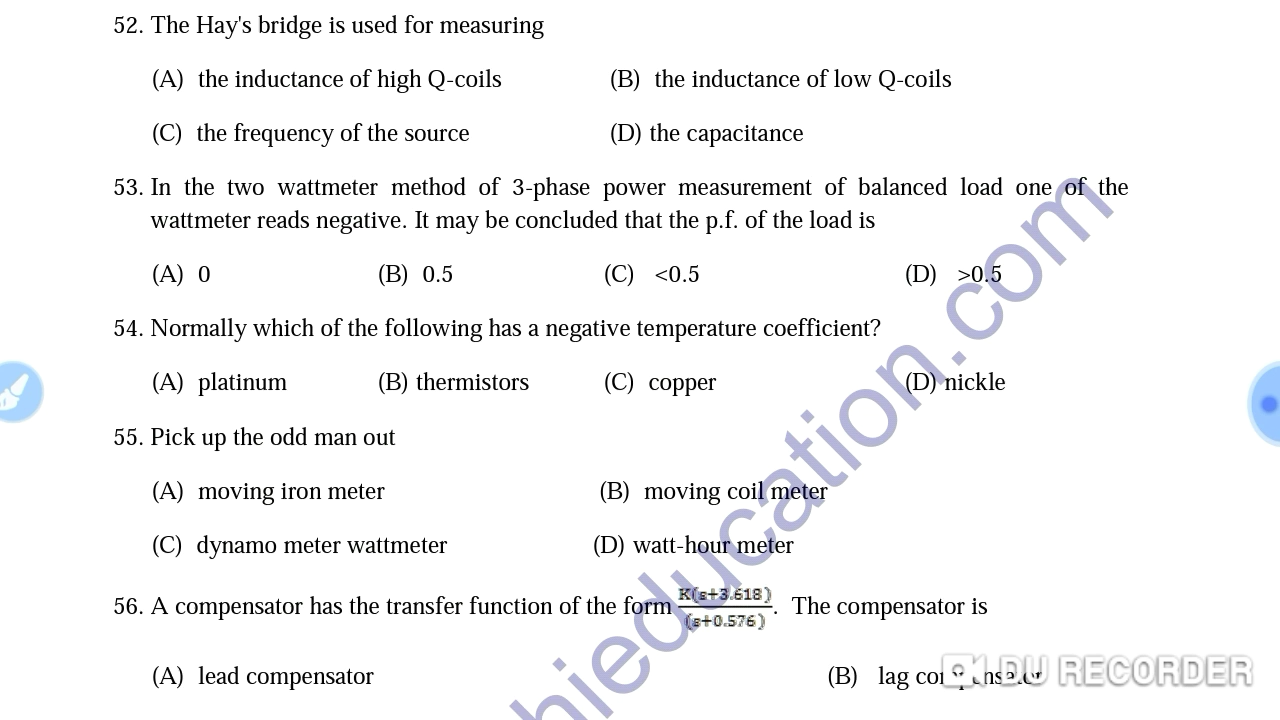 52. The Hay's bridge is used for measuring
(A) the inductance of high Q-coils (B) the inductance of low Q-coils
(C) the frequency of the source (D) the capacitance
53. In the two wattmeter method of 3-phase power measurement of balanced load one of the
wattmeter reads negative. It may be concluded that the p.f. of the load is
(A) 0 (B) 0.5 (C) <0.5 (D) >0.5
54. Normally which of the following has a negative temperature coefficient?
(A) platinum (B) thermistors (C) copper (D) nickle
55. Pick up the odd man out
(A) moving iron meter (B) moving coil meter
(C) dynamo meter wattmeter (D) watt-hour meter
56. A compensator has the transfer function of the form K(s+3.618)/(s+0.576). The compensator is
(A) lead compensator (B) lag compensator
hieducation.com
DU RECORDER